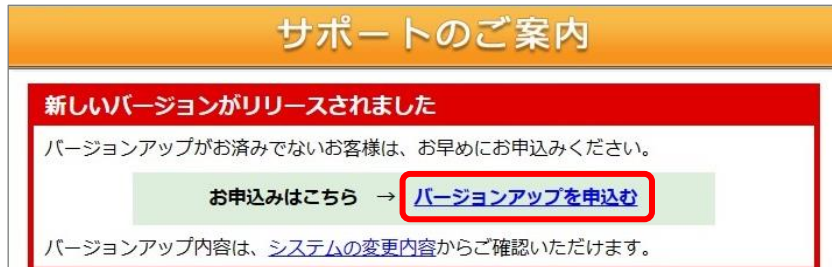 サポートのご案内
新しいバージョンがリリースされました
バージョンアップがお済みでないお客様は、お早めにお申込みください。
お申込みはこちら → バージョンアップを申込む
バージョンアップ内容は、システムの変更内容からご確認いただけます。